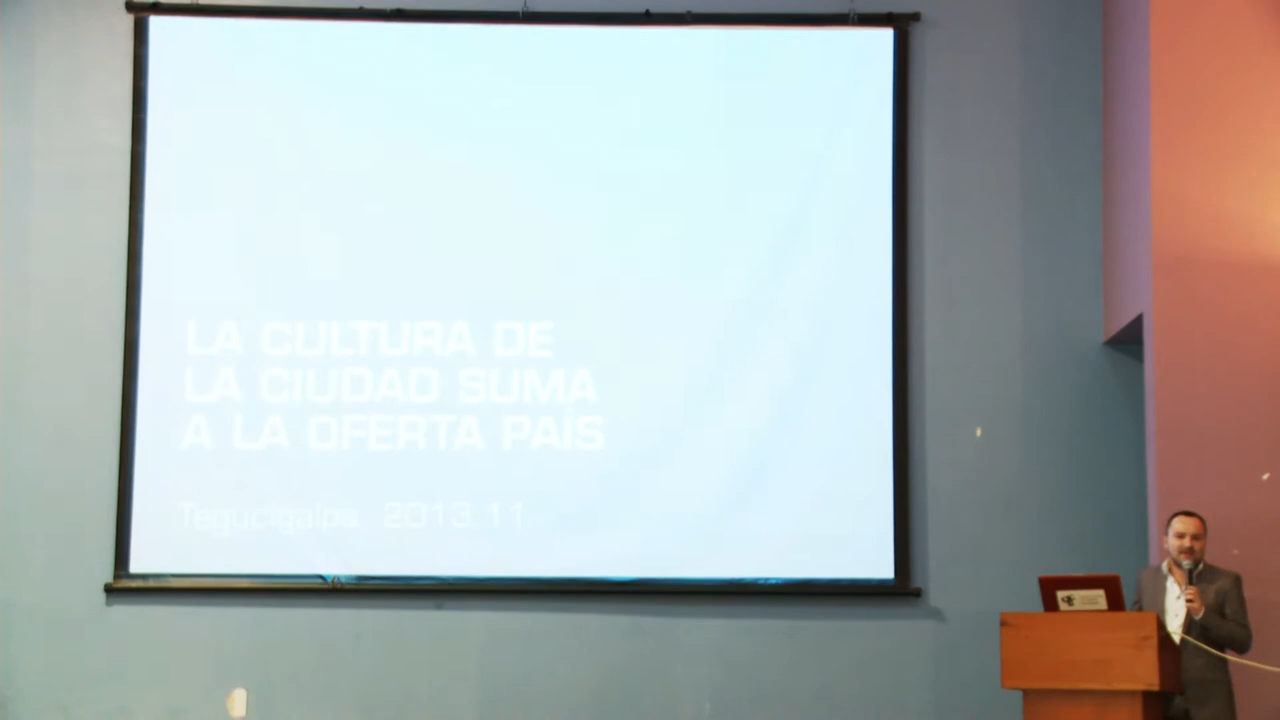 LA CULTURA DE
LA CIUDAD SUMA
A LA OFERTA PAÍS
Tegucigalpa 2013 11